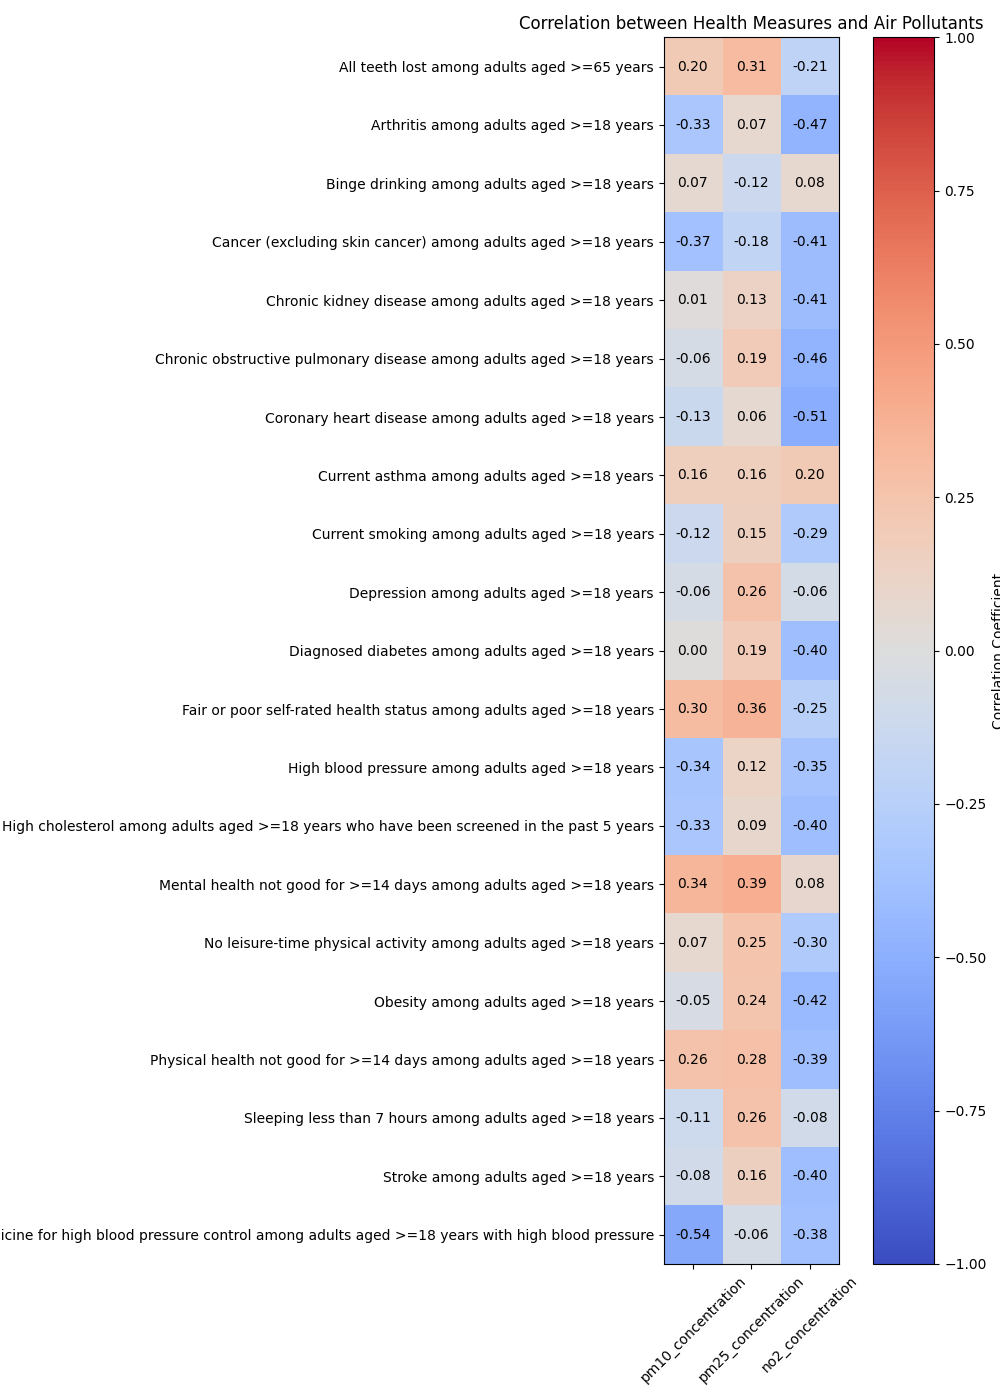 Correlation between Health Measures and Air Pollutants
All teeth lost among adults aged >=65 years 0.20 0.31 -0.21
Arthritis among adults aged >=18 years -0.33 0.07 -0.47
Binge drinking among adults aged >=18 years 0.07 -0.12 0.08
Cancer (excluding skin cancer) among adults aged >=18 years -0.37 -0.18 -0.41
Chronic kidney disease among adults aged >=18 years 0.01 0.13 -0.41
Chronic obstructive pulmonary disease among adults aged >=18 years -0.06 0.19 -0.46
Coronary heart disease among adults aged >=18 years -0.13 0.06 -0.51
Current asthma among adults aged >=18 years 0.16 0.16 0.20
Current smoking among adults aged >=18 years -0.12 0.15 -0.29
Depression among adults aged >=18 years -0.06 0.26 -0.06
Diagnosed diabetes among adults aged >=18 years 0.00 0.19 -0.40
Fair or poor self-rated health status among adults aged >=18 years 0.30 0.36 -0.25
High blood pressure among adults aged >=18 years -0.34 0.12 -0.35
High cholesterol among adults aged >=18 years who have been screened in the past 5 years -0.33 0.09 -0.40
Mental health not good for >=14 days among adults aged >=18 years 0.34 0.39 0.08
No leisure-time physical activity among adults aged >=18 years 0.07 0.25 -0.30
Obesity among adults aged >=18 years -0.05 0.24 -0.42
Physical health not good for >=14 days among adults aged >=18 years 0.26 0.28 -0.39
Sleeping less than 7 hours among adults aged >=18 years -0.11 0.26 -0.08
Stroke among adults aged >=18 years -0.08 0.16 -0.40
icine for high blood pressure control among adults aged >=18 years with high blood pressure -0.54 -0.06 -0.38
pm10_concentration
pm25_concentration
no2_concentration
1.00
0.75
0.50
0.25
0.00
−0.25
−0.50
−0.75
−1.00
Correlation Coefficient